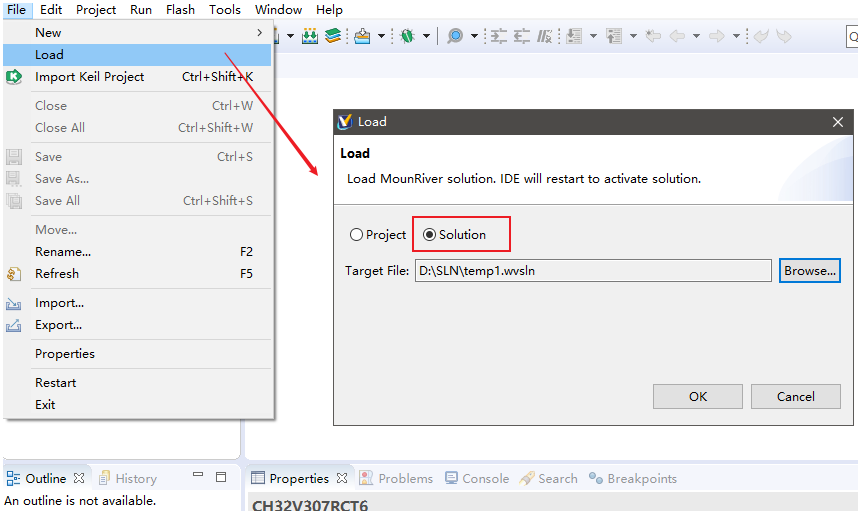 File Edit Project Run Flash Tools Window Help
New
Load
Import Keil Project Ctrl+Shift+K
Close Ctrl+W
Close All Ctrl+Shift+W
Save Ctrl+S
Save As...
Save All Ctrl+Shift+S
Move...
Rename... F2
Refresh F5
Import...
Export...
Properties
Restart
Exit
Load
Load
Load MounRiver solution. IDE will restart to activate solution.
Project Solution
Target File: D:\SLN\temp1.wvsln Browse...
OK Cancel
Outline History
An outline is not available.
Properties Problems Console Search Breakpoints
CH32V307RCT6